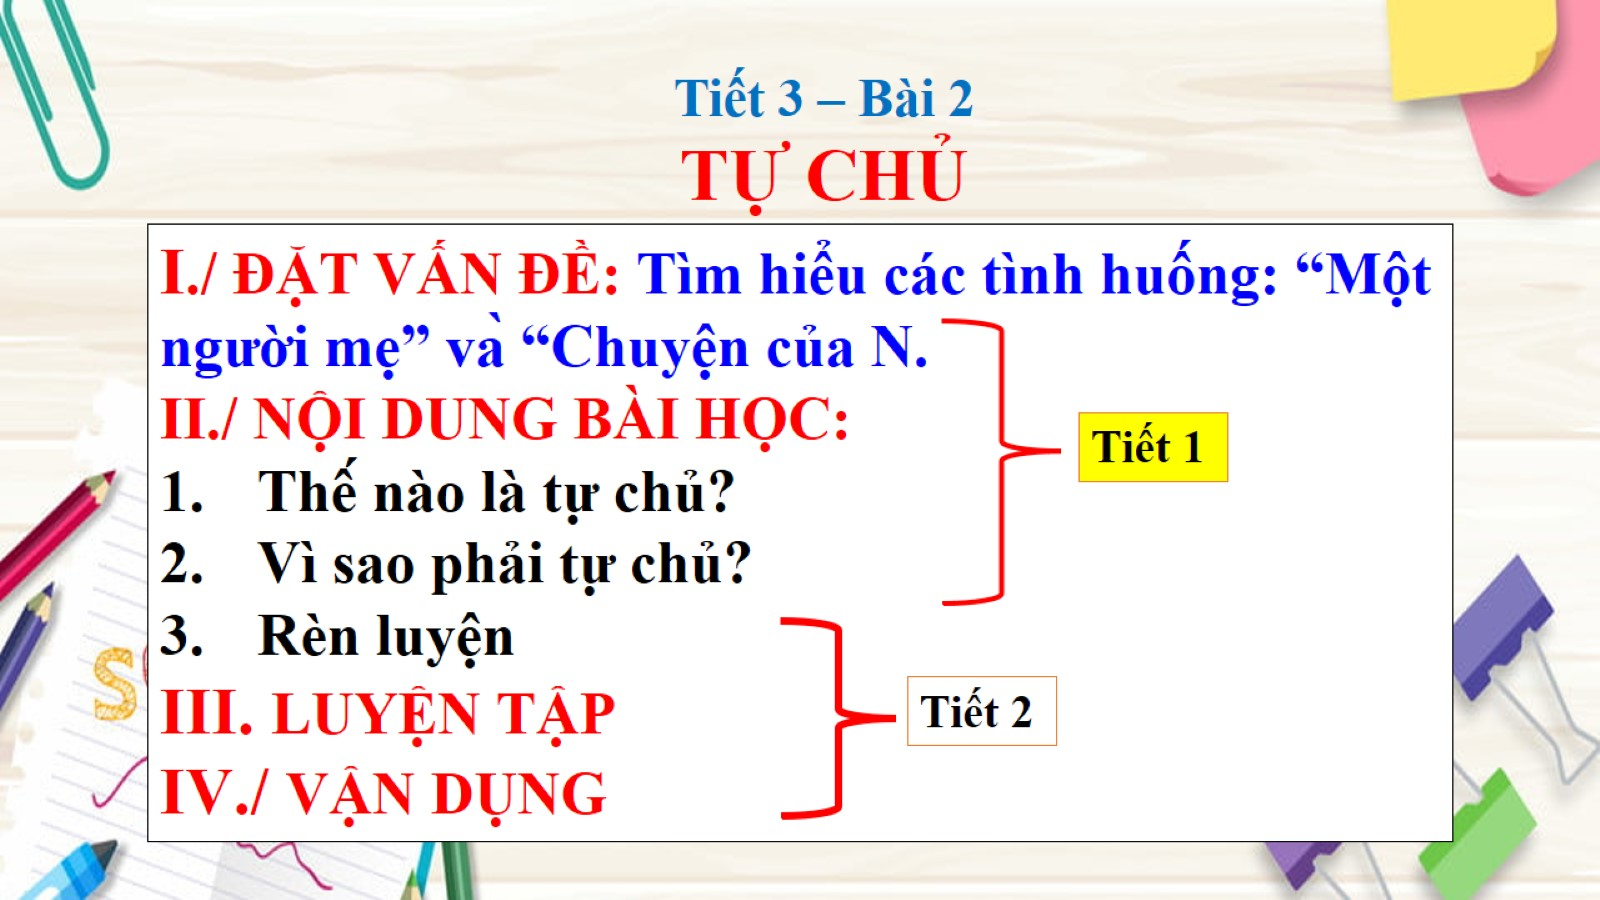 Tiết 3 – Bài 2
TỰ CHỦ
I./ ĐẶT VẤN ĐỀ: Tìm hiểu các tình huống: “Một
người mẹ” và “Chuyện của N.
II./ NỘI DUNG BÀI HỌC:
1. Thế nào là tự chủ?
2. Vì sao phải tự chủ?
Tiết 1
3. Rèn luyện
III. LUYỆN TẬP
IV./ VẬN DỤNG
Tiết 2